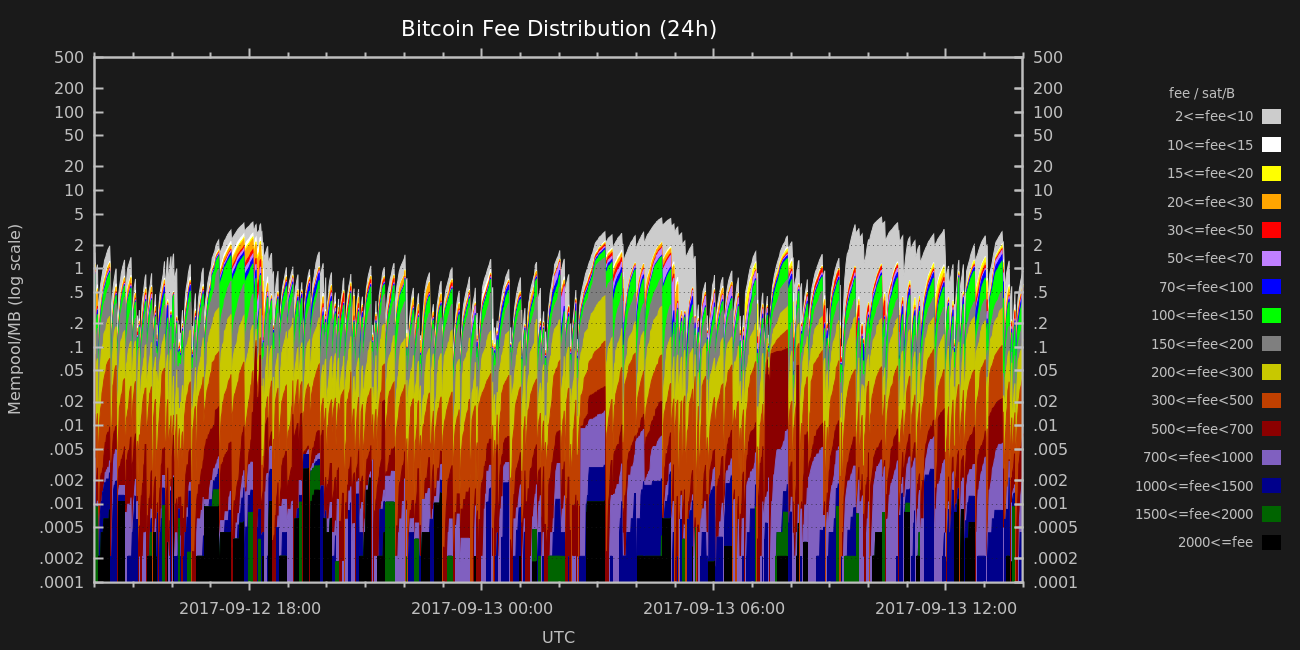 Bitcoin Fee Distribution (24h)
Mempool/MB (log scale)
500
200
100
50
20
10
5
2
1
.5
.2
.1
.05
.02
.01
.005
.002
.001
.0005
.0002
.0001
500
200
100
50
20
10
5
2
1
.5
.2
.1
.05
.02
.01
.005
.002
.001
.0005
.0002
.0001
2017-09-12 18:00
2017-09-13 00:00
2017-09-13 06:00
2017-09-13 12:00
UTC
fee / sat/B
2<=fee<10
10<=fee<15
15<=fee<20
20<=fee<30
30<=fee<50
50<=fee<70
70<=fee<100
100<=fee<150
150<=fee<200
200<=fee<300
300<=fee<500
500<=fee<700
700<=fee<1000
1000<=fee<1500
1500<=fee<2000
2000<=fee